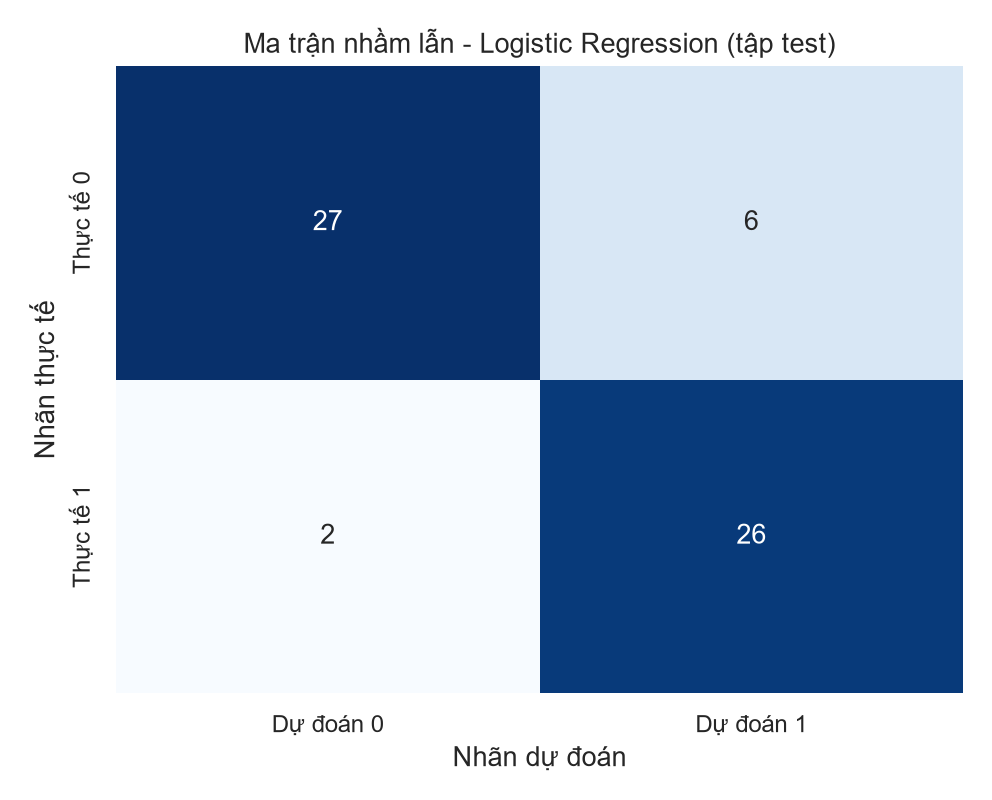 Ma trận nhầm lẫn - Logistic Regression (tập test)
Nhãn thực tế
Thực tế 0
27
6
Thực tế 1
2
26
Dự đoán 0
Dự đoán 1
Nhãn dự đoán